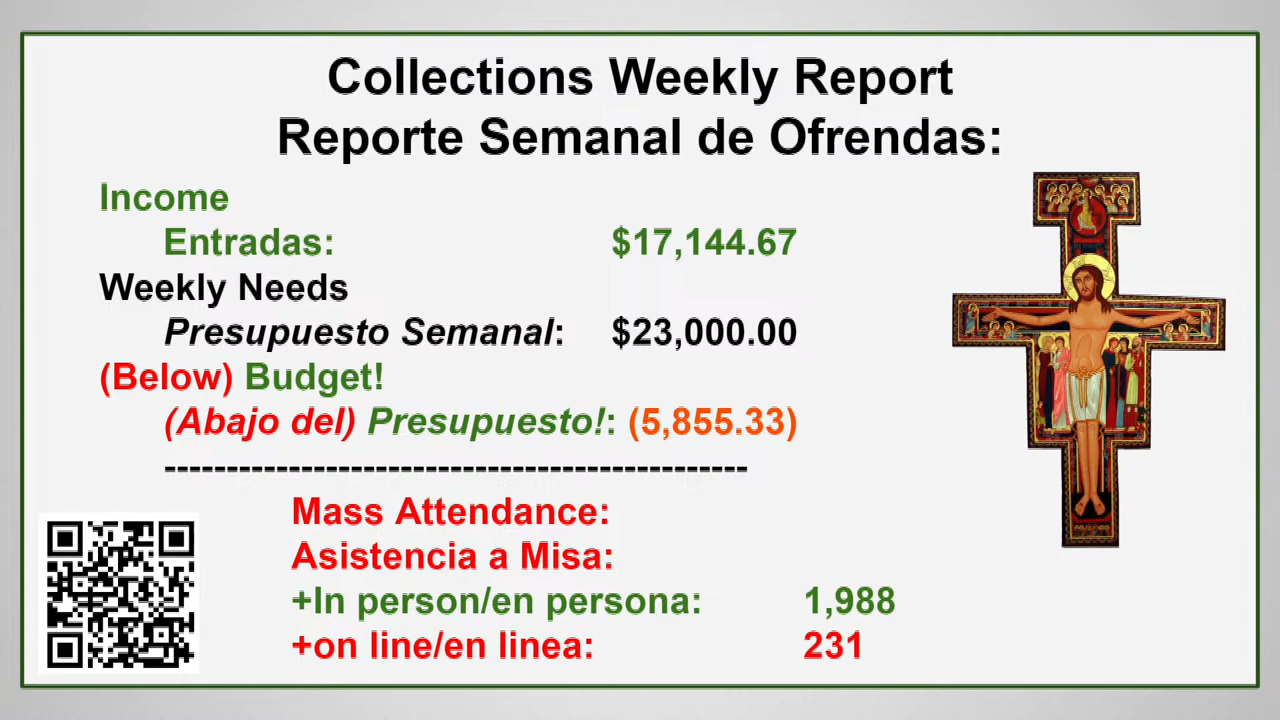 Collections Weekly Report
Reporte Semanal de Ofrendas:
Income
Entradas: $17,144.67
Weekly Needs
Presupuesto Semanal: $23,000.00
(Below) Budget!
(Abajo del) Presupuesto!: (5,855.33)
-----------------------------------------------
Mass Attendance:
Asistencia a Misa:
+In person/en persona: 1,988
+on line/en linea: 231